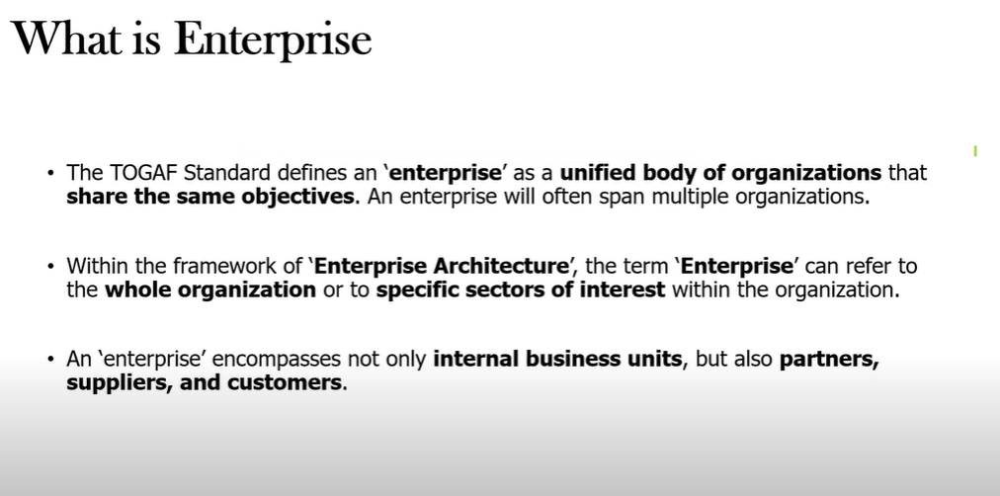 What is Enterprise
• The TOGAF Standard defines an ‘enterprise’ as a unified body of organizations that
share the same objectives. An enterprise will often span multiple organizations.
• Within the framework of ‘Enterprise Architecture’, the term ‘Enterprise’ can refer to
the whole organization or to specific sectors of interest within the organization.
• An ‘enterprise’ encompasses not only internal business units, but also partners,
suppliers, and customers.